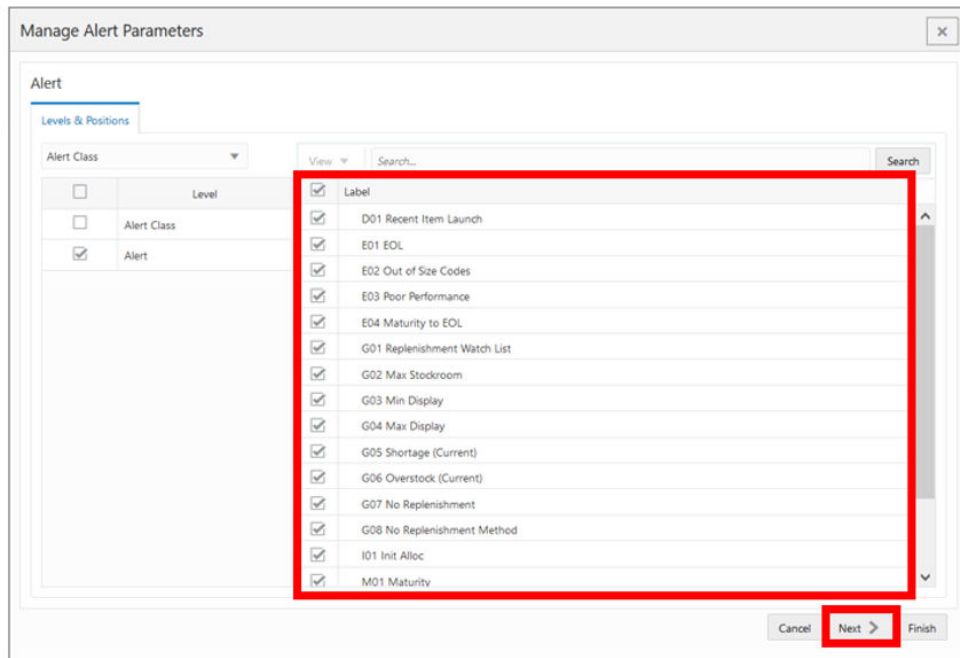 Manage Alert Parameters
Alert
Levels & Positions
Alert Class
View
Search...
Search
Level
Label
Alert Class
Alert
D01 Recent Item Launch
E01 EOL
E02 Out of Size Codes
E03 Poor Performance
E04 Maturity to EOL
G01 Replenishment Watch List
G02 Max Stockroom
G03 Min Display
G04 Max Display
G05 Shortage (Current)
G06 Overstock (Current)
G07 No Replenishment
G08 No Replenishment Method
I01 Init Alloc
M01 Maturity
Cancel
Next
Finish